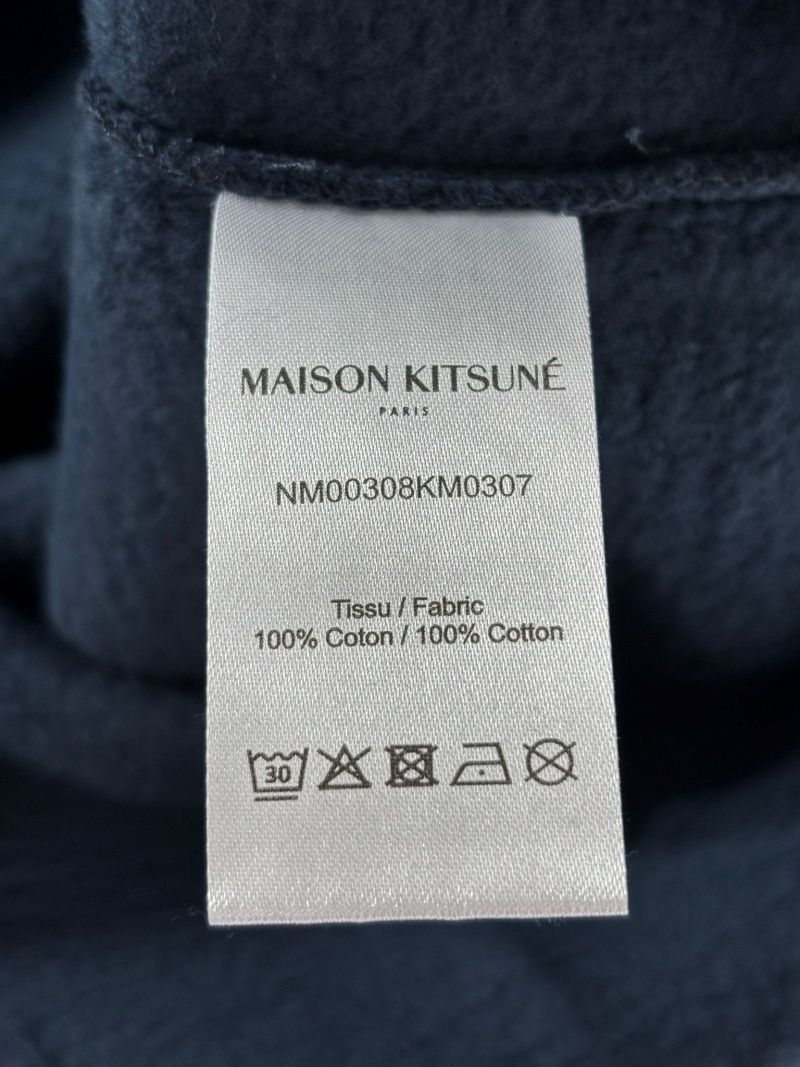 MAISON KITSUNÉ
PARIS
NM00308KM0307
Tissu / Fabric
100% Coton / 100% Cotton
30